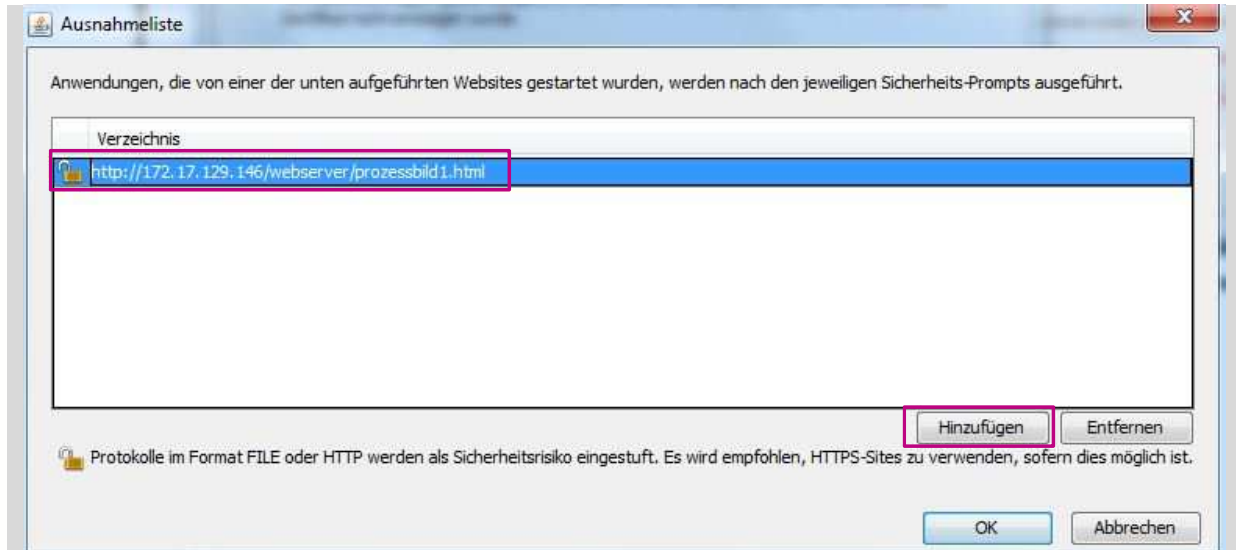 Ausnahmeliste
Anwendungen, die von einer der unten aufgeführten Websites gestartet wurden, werden nach den jeweiligen Sicherheits-Prompts ausgeführt.
Verzeichnis
http://172.17.129.146/webserver/prozessbild1.html
Hinzufügen Entfernen
Protokolle im Format FILE oder HTTP werden als Sicherheitsrisiko eingestuft. Es wird empfohlen, HTTPS-Sites zu verwenden, sofern dies möglich ist.
OK Abbrechen